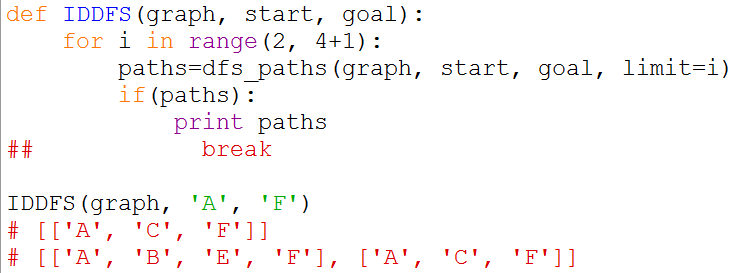 def IDDFS(graph, start, goal):
    for i in range(2, 4+1):
        paths=dfs_paths(graph, start, goal, limit=i)
        if(paths):
            print paths
##            break

IDDFS(graph, 'A', 'F')
# [['A', 'C', 'F']]
# [['A', 'B', 'E', 'F'], ['A', 'C', 'F']]